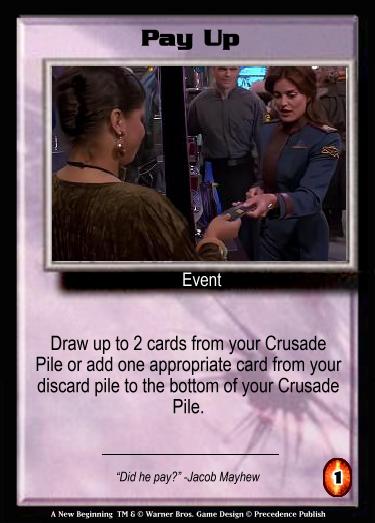 Pay Up
Event
Draw up to 2 cards from your Crusade
Pile or add one appropriate card from your
discard pile to the bottom of your Crusade
Pile.
“Did he pay?” -Jacob Mayhew
1
A New Beginning TM & © Warner Bros. Game Design © Precedence Publish